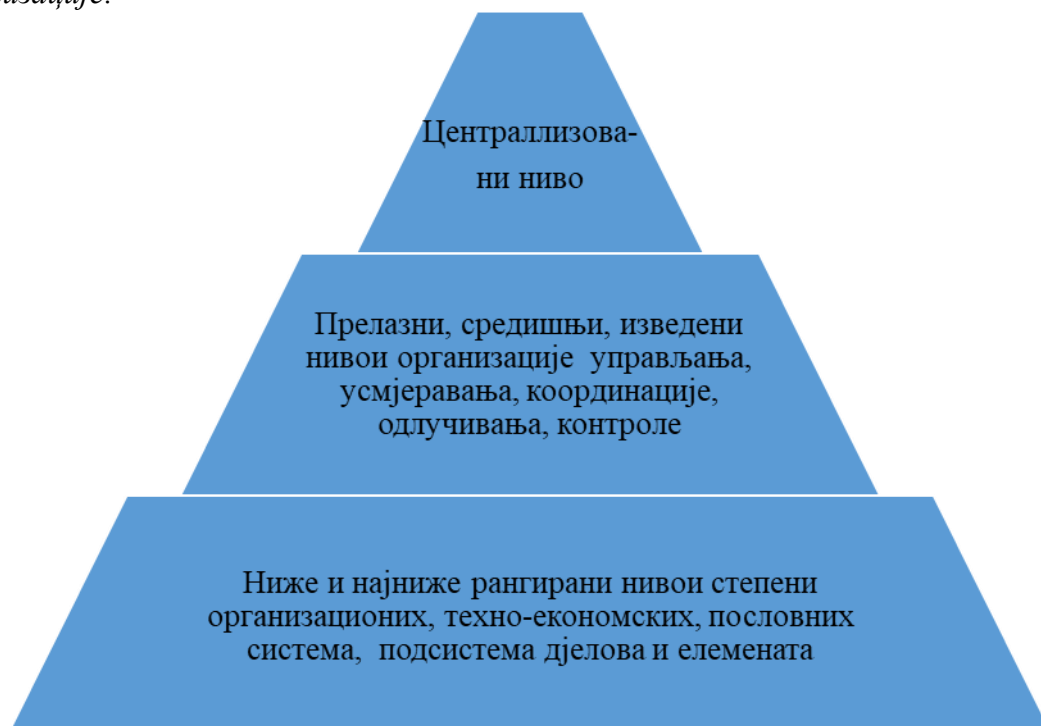 Централлизова-
ни ниво
Прелазни, средишњи, изведени
нивои организације управљања,
усмјеравања, координације,
одлучивања, контроле
Ниже и најниже рангирани нивои степени
организационих, техно-економских, пословних
система, подсистема дјелова и елемената